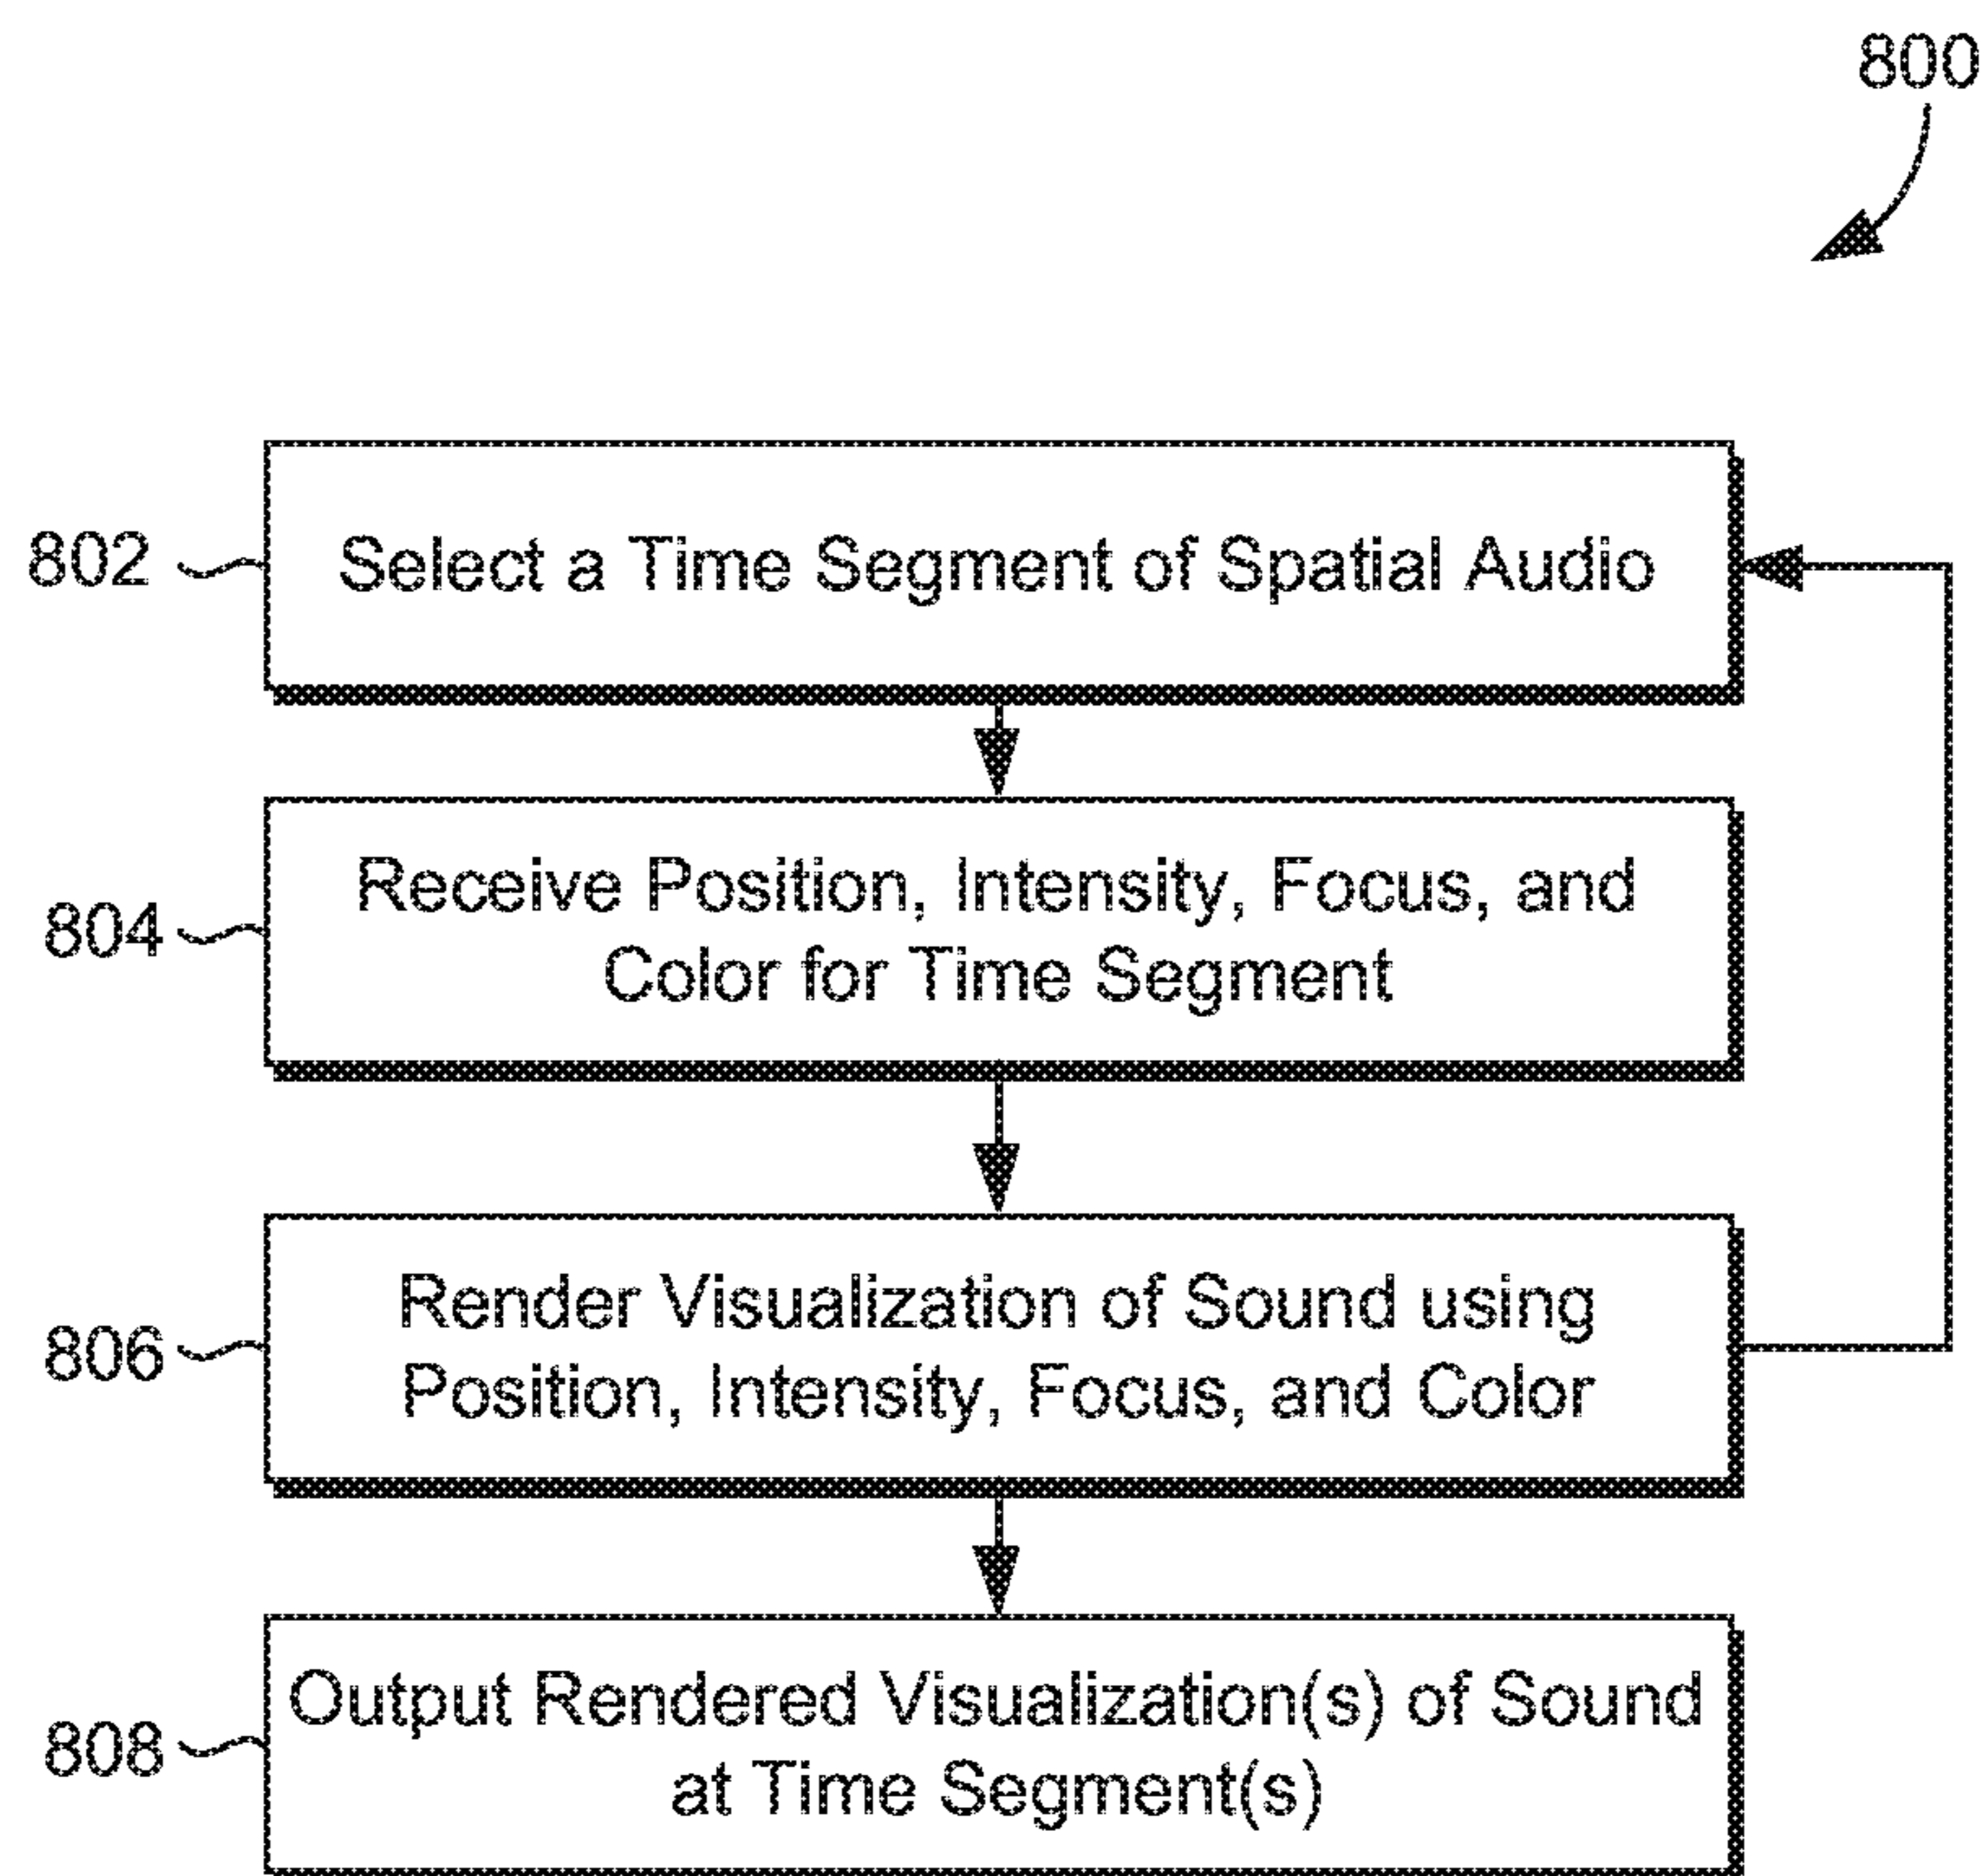 800
802
Select a Time Segment of Spatial Audio
804
Receive Position, Intensity, Focus, and
Color for Time Segment
806
Render Visualization of Sound using
Position, Intensity, Focus, and Color
808
Output Rendered Visualization(s) of Sound
at Time Segment(s)